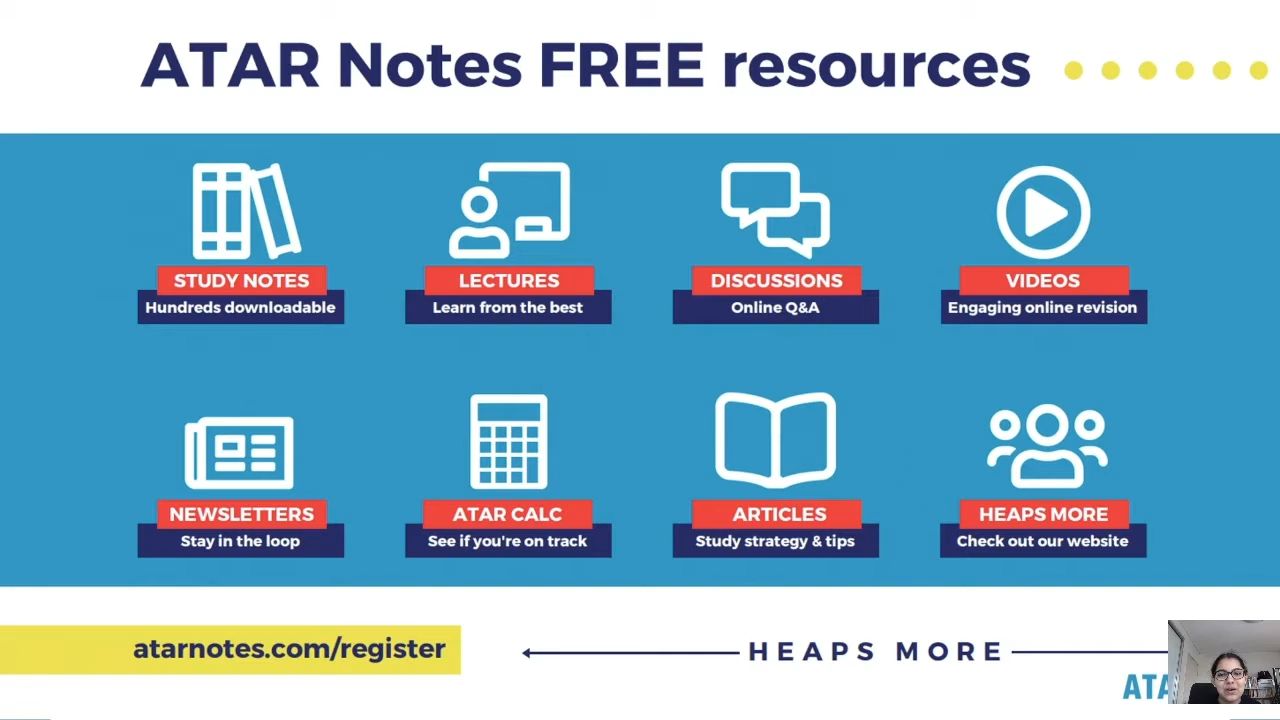 ATAR Notes FREE resources
STUDY NOTES
Hundreds downloadable
LECTURES
Learn from the best
DISCUSSIONS
Online Q&A
VIDEOS
Engaging online revision
NEWSLETTERS
Stay in the loop
ATAR CALC
See if you're on track
ARTICLES
Study strategy & tips
HEAPS MORE
Check out our website
atarnotes.com/register
HEAPS MORE